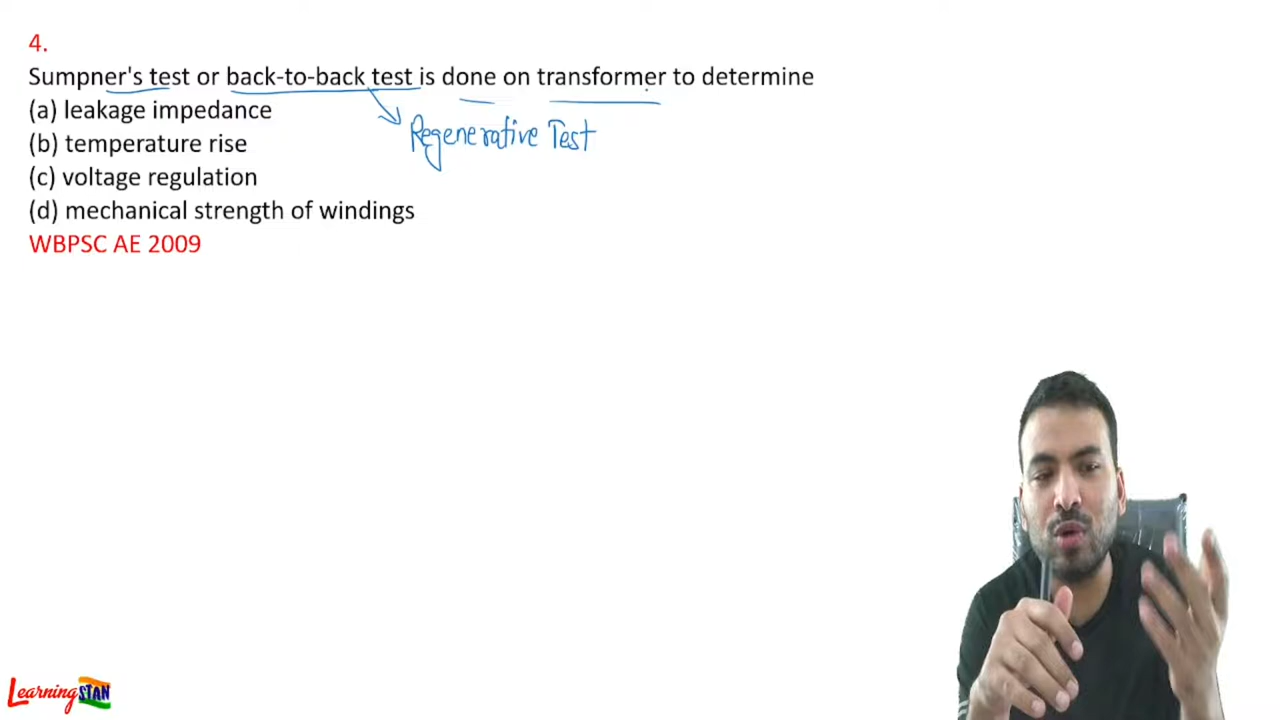 4.
Sumpner's test or back-to-back test is done on transformer to determine
(a) leakage impedance
(b) temperature rise
Regenerative Test
(c) voltage regulation
(d) mechanical strength of windings
WBPSC AE 2009
LearningSTAN